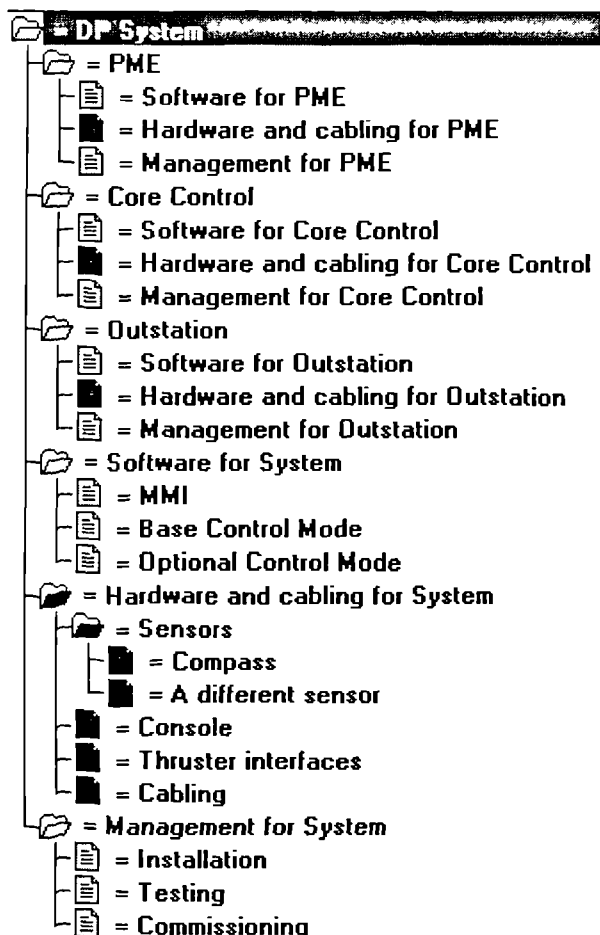 = DP System
= PME
= Software for PME
= Hardware and cabling for PME
= Management for PME
= Core Control
= Software for Core Control
= Hardware and cabling for Core Control
= Management for Core Control
= Outstation
= Software for Outstation
= Hardware and cabling for Outstation
= Management for Outstation
= Software for System
= MMI
= Base Control Mode
= Optional Control Mode
= Hardware and cabling for System
= Sensors
= Compass
= A different sensor
= Console
= Thruster interfaces
= Cabling
= Management for System
= Installation
= Testing
= Commissioning